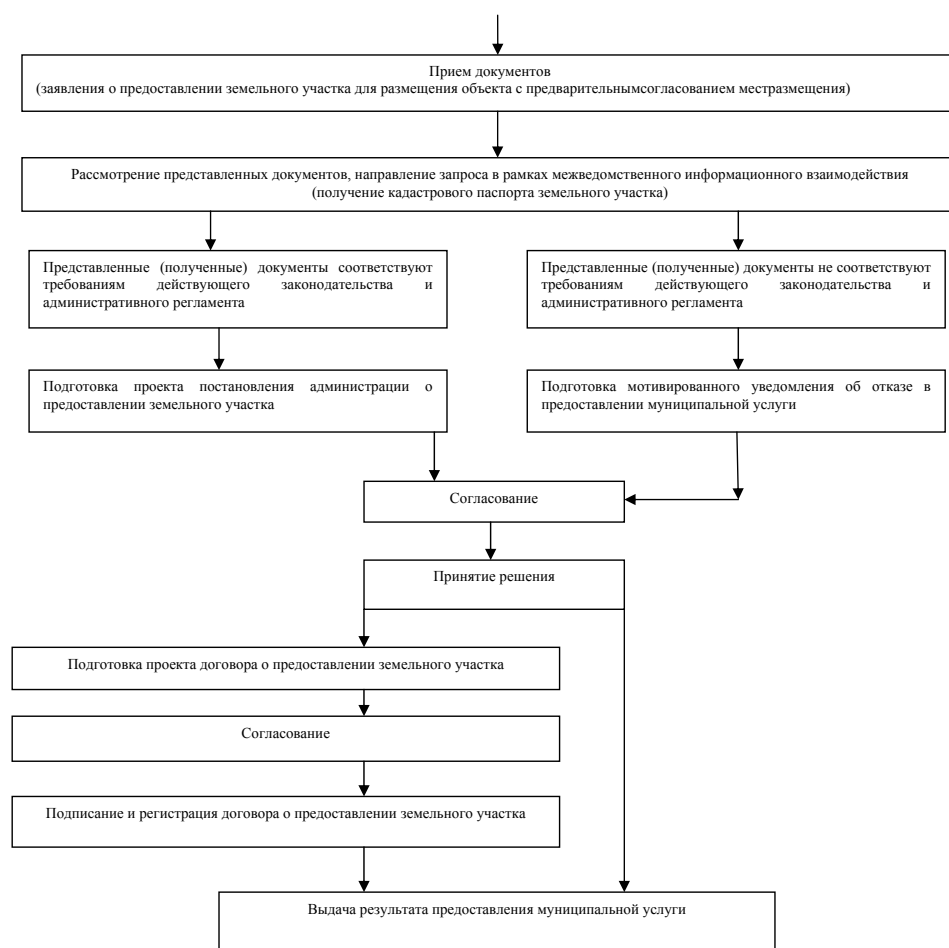 Прием документов
(заявления о предоставлении земельного участка для размещения объекта с предварительнымсогласованием местразмещения)
Рассмотрение представленных документов, направление запроса в рамках межведомственного информационного взаимодействия
(получение кадастрового паспорта земельного участка)
Представленные (полученные) документы соответствуют
требованиям действующего законодательства и
административного регламента
Представленные (полученные) документы не соответствуют
требованиям действующего законодательства и
административного регламента
Подготовка проекта постановления администрации о
предоставлении земельного участка
Подготовка мотивированного уведомления об отказе в
предоставлении муниципальной услуги
Согласование
Принятие решения
Подготовка проекта договора о предоставлении земельного участка
Согласование
Подписание и регистрация договора о предоставлении земельного участка
Выдача результата предоставления муниципальной услуги